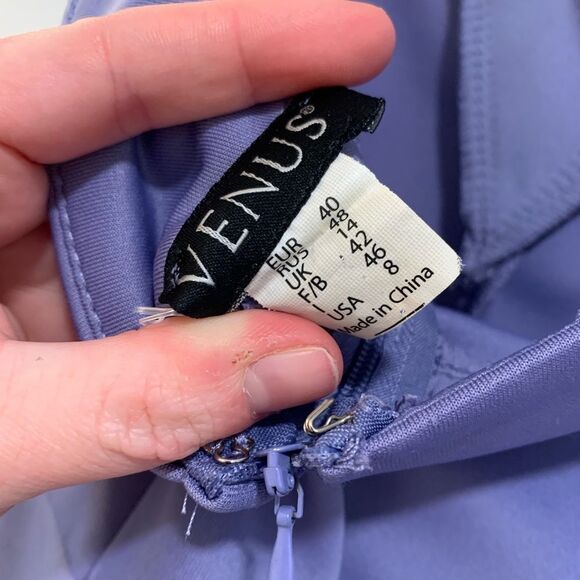 VENUS®
EUR 40
RUS 48
UK 14
F/B 42
I 46
USA 8
Made in China